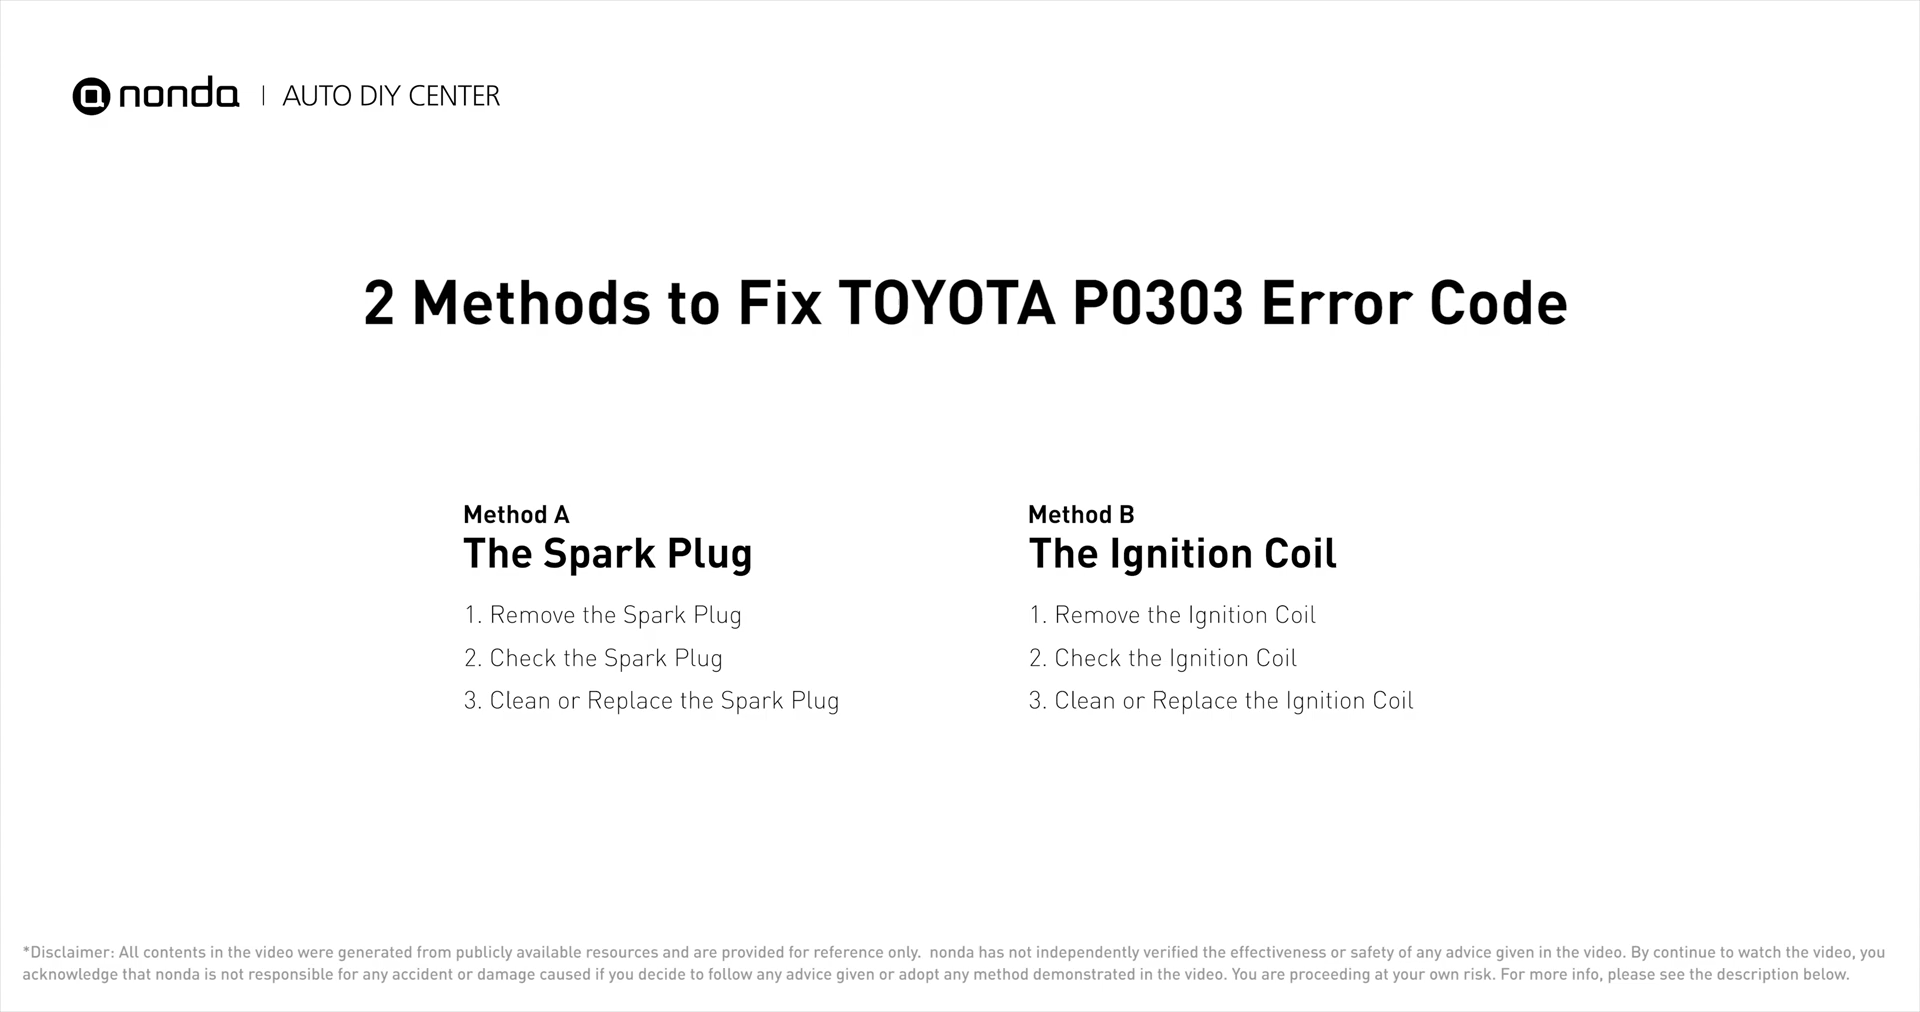 nonda | AUTO DIY CENTER
2 Methods to Fix TOYOTA P0303 Error Code
Method A
The Spark Plug
1. Remove the Spark Plug
2. Check the Spark Plug
3. Clean or Replace the Spark Plug
Method B
The Ignition Coil
1. Remove the Ignition Coil
2. Check the Ignition Coil
3. Clean or Replace the Ignition Coil
*Disclaimer: All contents in the video were generated from publicly available resources and are provided for reference only.  nonda has not independently verified the effectiveness or safety of any advice given in the video. By continue to watch the video, you
acknowledge that nonda is not responsible for any accident or damage caused if you decide to follow any advice given or adopt any method demonstrated in the video. You are proceeding at your own risk. For more info, please see the description below.